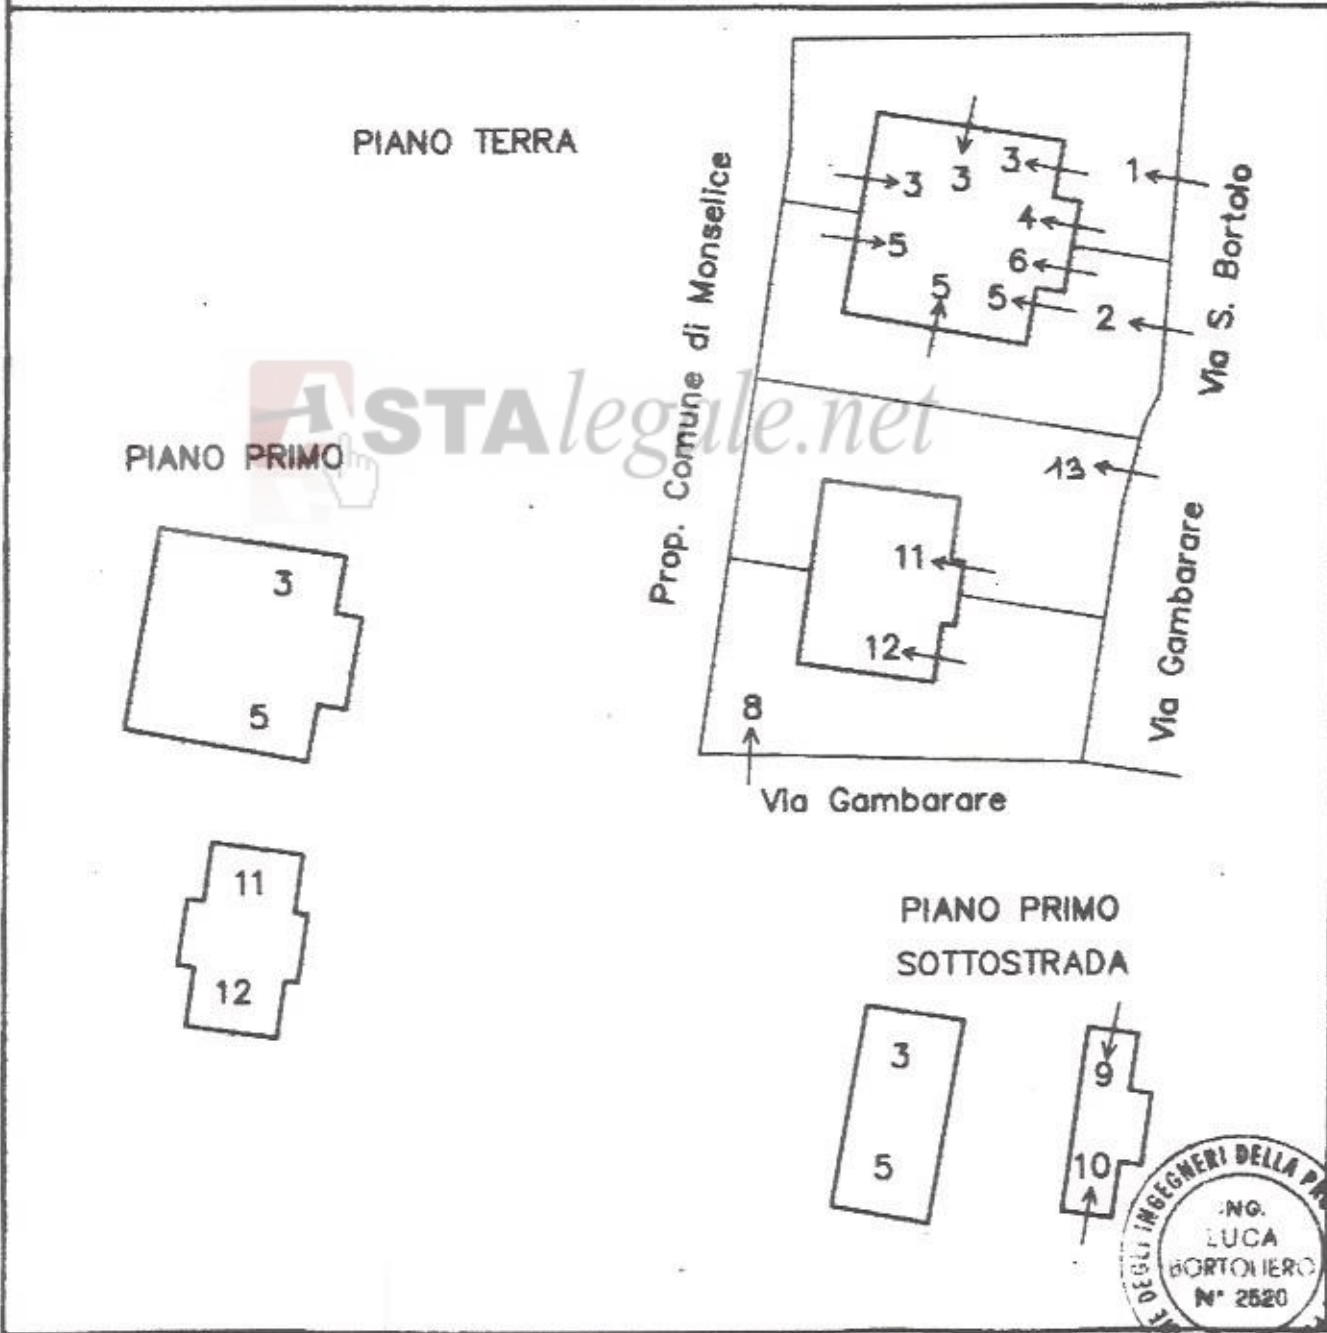 PIANO TERRA
3
3
3
1
4
5
6
5
5
2
Via S. Bortolo
Prop. Comune di Monselice
ASTAlegale.net
PIANO PRIMO
13
3
5
11
12
Via Gambarare
8
Via Gambarare
11
12
PIANO PRIMO
SOTTOSTRADA
3
5
9
10
DEGLI INGEGNERI DELLA
ING.
LUCA
BORTOLIERO
N° 2520